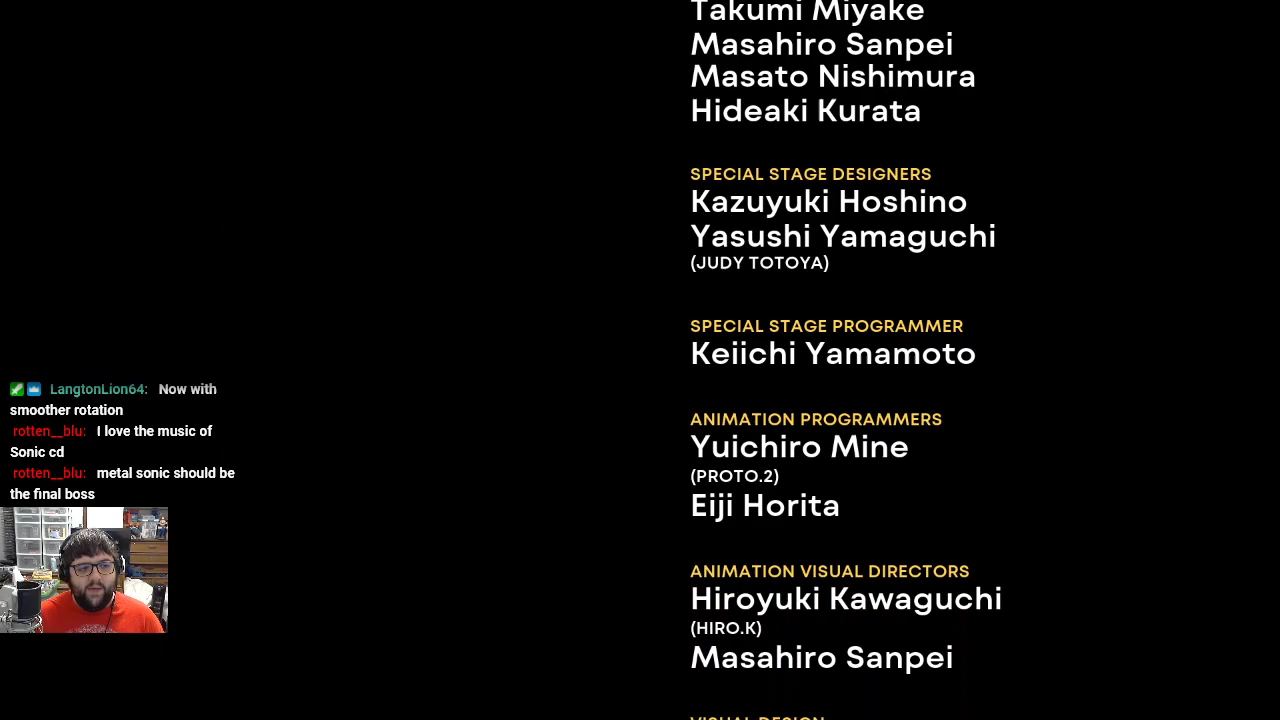 Takumi Miyake
Masahiro Sanpei
Masato Nishimura
Hideaki Kurata
SPECIAL STAGE DESIGNERS
Kazuyuki Hoshino
Yasushi Yamaguchi
(JUDY TOTOYA)
SPECIAL STAGE PROGRAMMER
Keiichi Yamamoto
ANIMATION PROGRAMMERS
Yuichiro Mine
(PROTO.2)
Eiji Horita
ANIMATION VISUAL DIRECTORS
Hiroyuki Kawaguchi
(HIRO.K)
Masahiro Sanpei
VISUAL DESIGN
LangtonLion64: Now with
smoother rotation
rotten__blu: I love the music of
Sonic cd
rotten__blu: metal sonic should be
the final boss